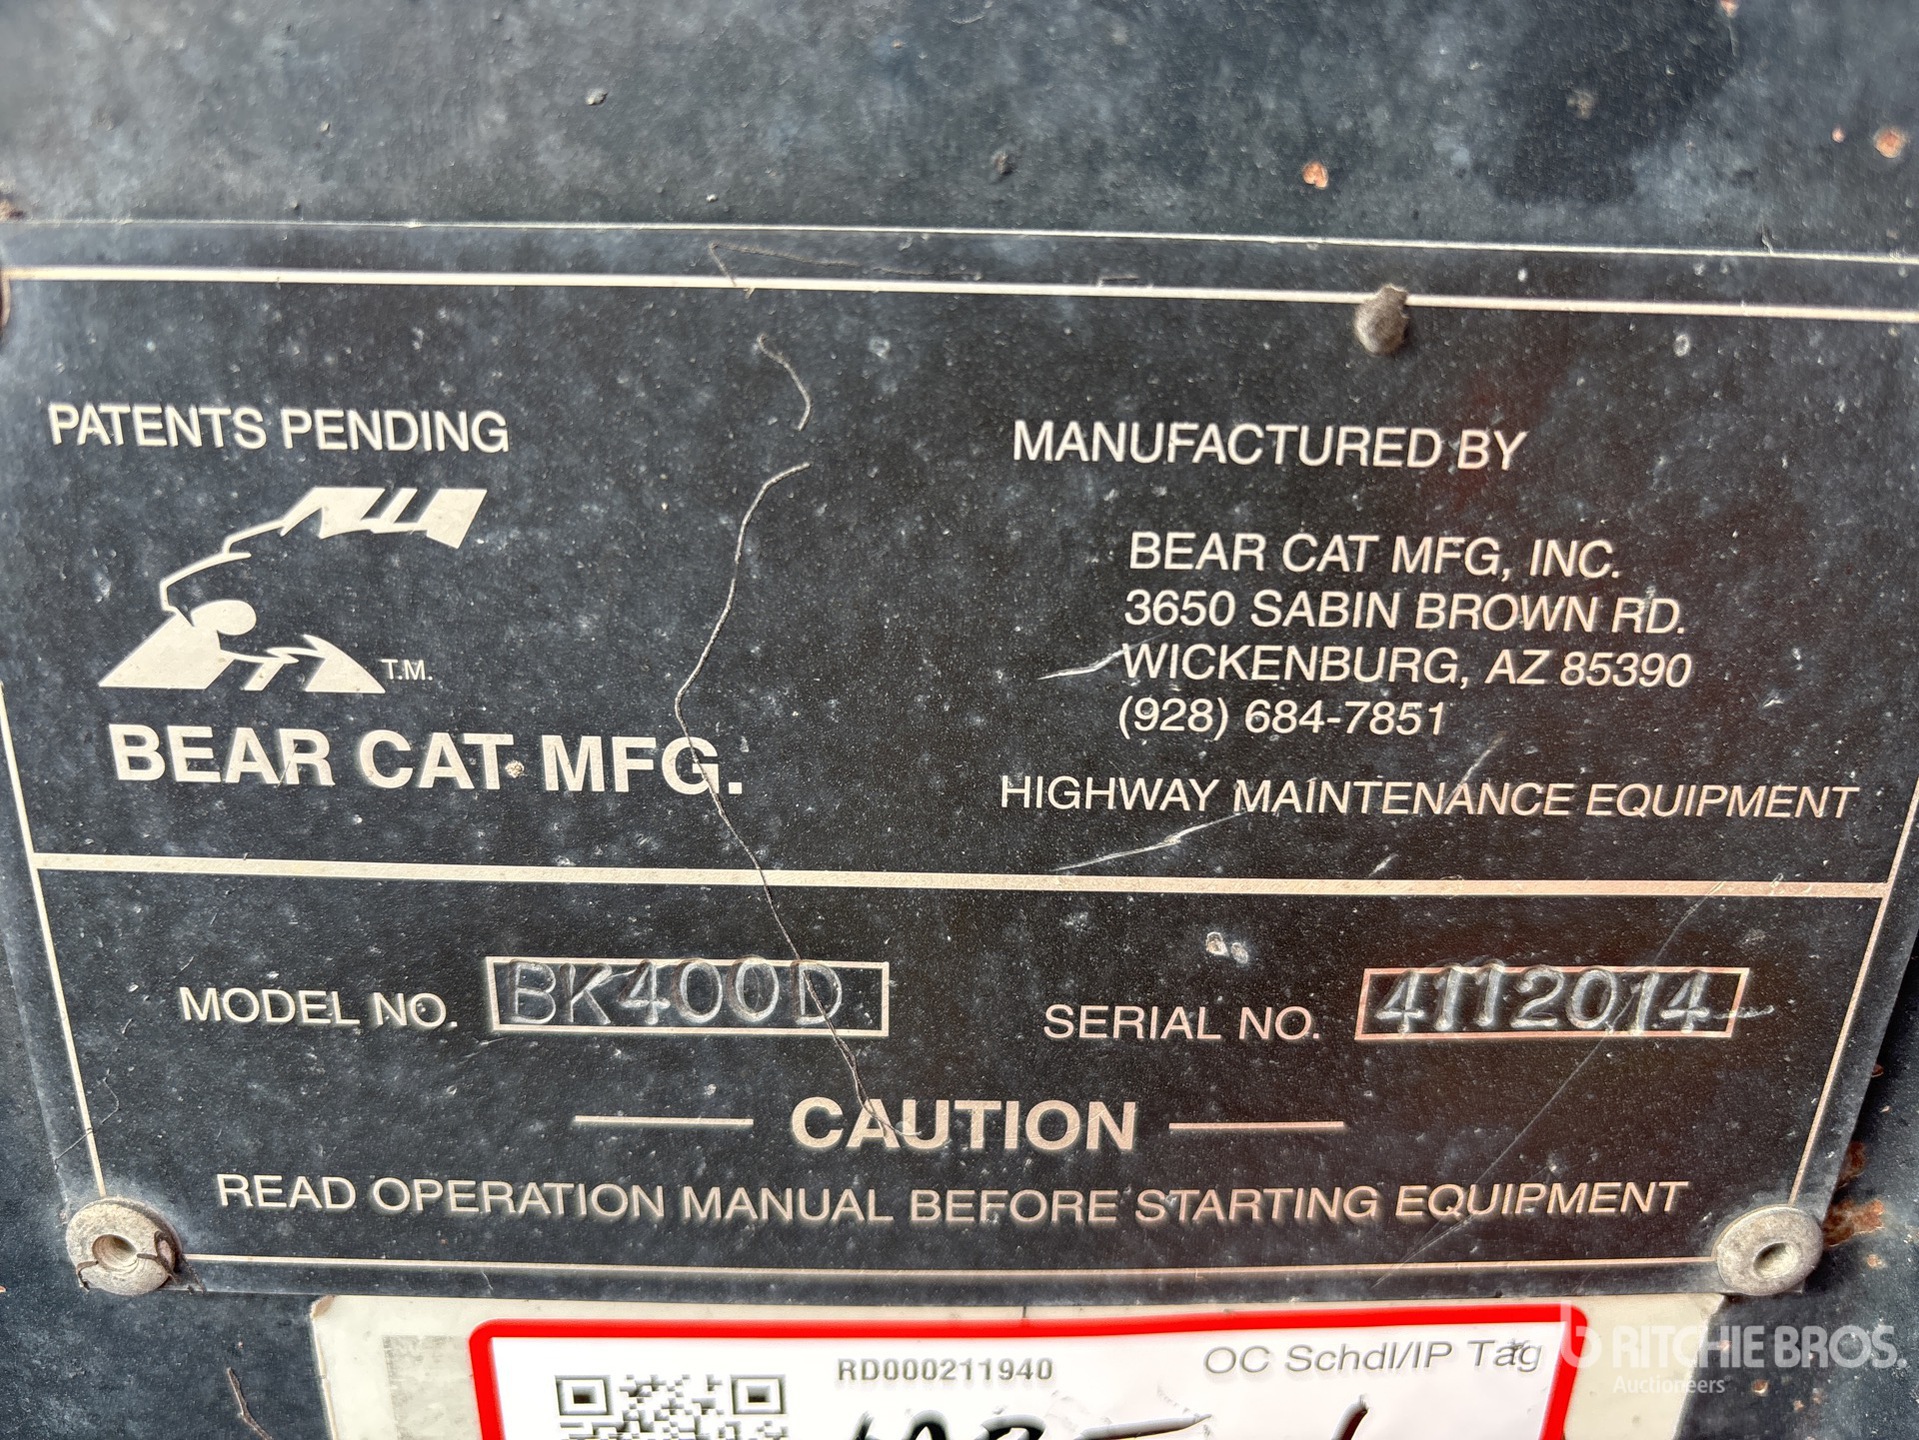 PATENTS PENDING
T.M.
BEAR CAT MFG.
MANUFACTURED BY
BEAR CAT MFG, INC.
3650 SABIN BROWN RD.
WICKENBURG, AZ 85390
(928) 684-7851
HIGHWAY MAINTENANCE EQUIPMENT
MODEL NO. BK400D
SERIAL NO. 4112014
CAUTION
READ OPERATION MANUAL BEFORE STARTING EQUIPMENT
RD000211940
OC Schdl/IP Tag
RITCHIE BROS.
Auctioneers